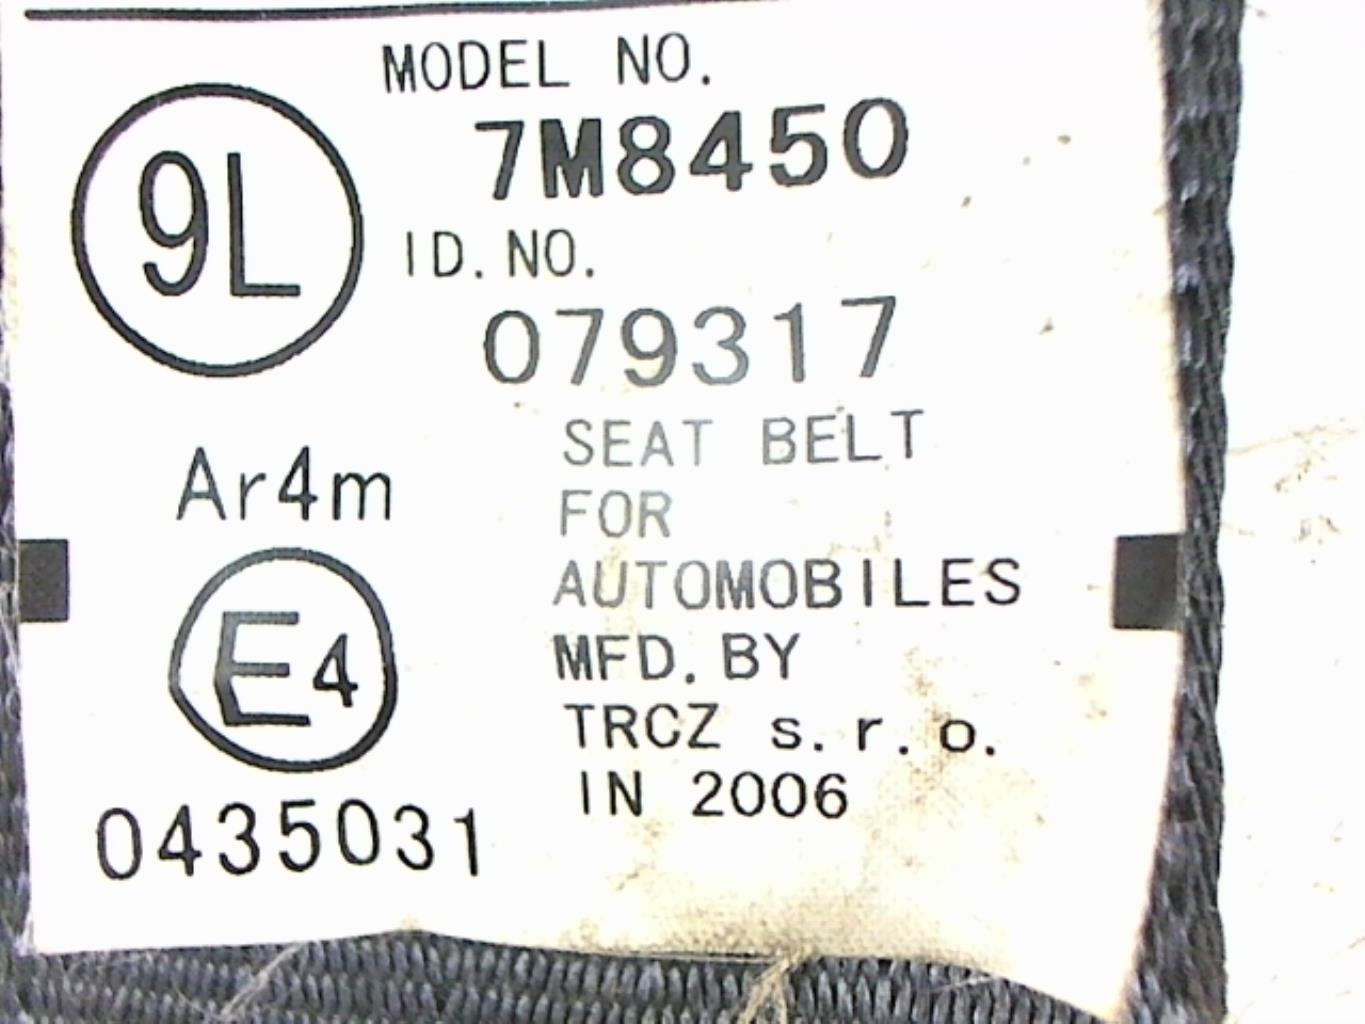 MODEL NO.
7M8450
9L
ID.NO.
079317
SEAT BELT
FOR
AUTOMOBILES
MFD.BY
TRCZ s.r.o.
IN 2006
Ar4m
E4
0435031